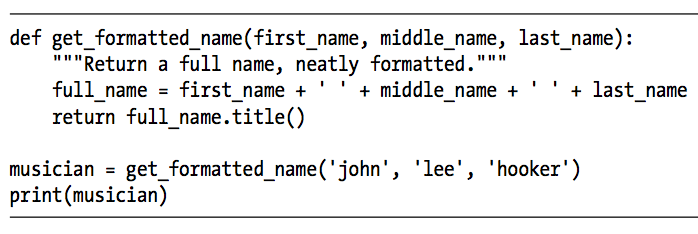 def get_formatted_name(first_name, middle_name, last_name):
    """Return a full name, neatly formatted."""
    full_name = first_name + ' ' + middle_name + ' ' + last_name
    return full_name.title()

musician = get_formatted_name('john', 'lee', 'hooker')
print(musician)